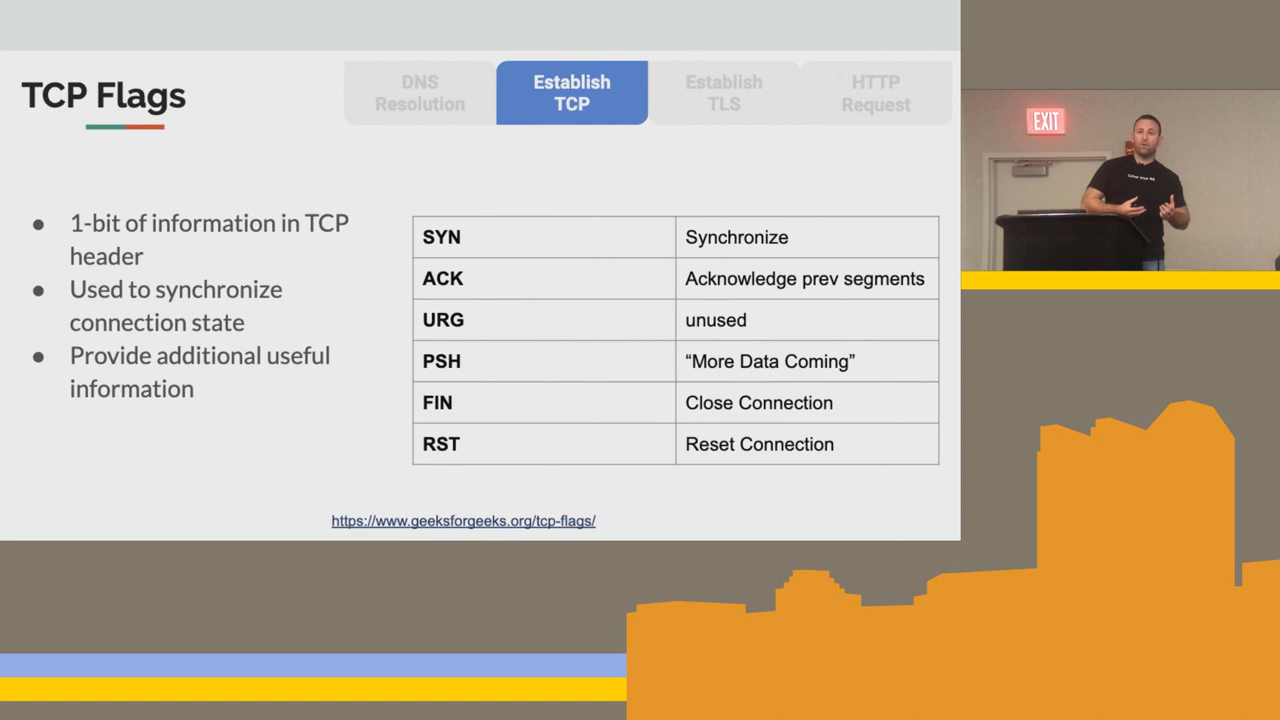 TCP Flags
DNS
Resolution
Establish
TCP
Establish
TLS
HTTP
Request
● 1-bit of information in TCP
header
● Used to synchronize
connection state
● Provide additional useful
information
SYN Synchronize
ACK Acknowledge prev segments
URG unused
PSH “More Data Coming”
FIN Close Connection
RST Reset Connection
https://www.geeksforgeeks.org/tcp-flags/
EXIT